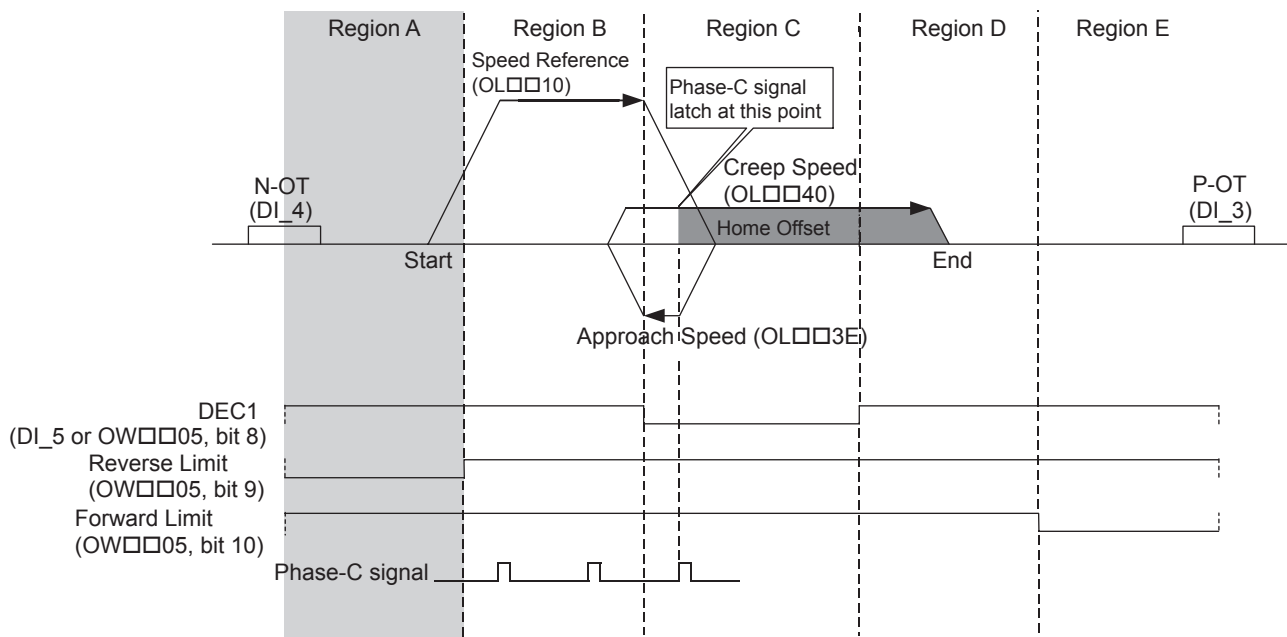 Region A
Region B
Region C
Region D
Region E
Speed Reference
(OL□□10)
Phase-C signal
latch at this point
Creep Speed
(OL□□40)
N-OT
(DI_4)
P-OT
(DI_3)
Home Offset
Start
End
Approach Speed (OL□□3E)
DEC1
(DI_5 or OW□□05, bit 8)
Reverse Limit
(OW□□05, bit 9)
Forward Limit
(OW□□05, bit 10)
Phase-C signal